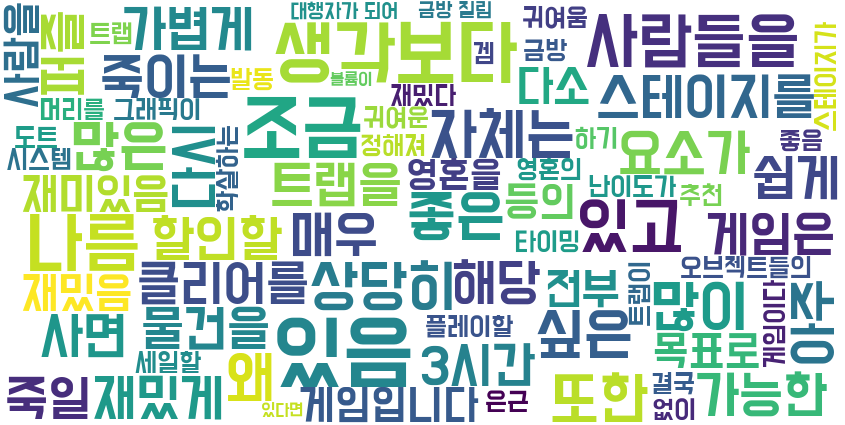 사람을
퍼즐
트랩
가볍게
대행자가 되어
금방 질림
귀여움
생각보다
겜
금방
사람들을
스테이지가
죽이는
발동
볼륨이
재밌다
다소
스테이지를
머리를
그래픽이
조금
귀여운
자체는
하기
좋음
도트
많은
다시
정해져
요소가
시스템
학살하는
트랩을
영혼을
영혼의
쉽게
재미있음
좋은
등의
난이도가
추천
나름
할인할
매우
있고
게임은
타이밍
재밌음
클리어를
상당히
해당
전부
오브젝트들의
트랩이
많이
게임이다
아주
사면
물건을
있음
플레이할
싶은
세일할
왜
3시간
목표로
죽일
재밌게
있다면
게임입니다
은근
또한
결국
없이
가능한